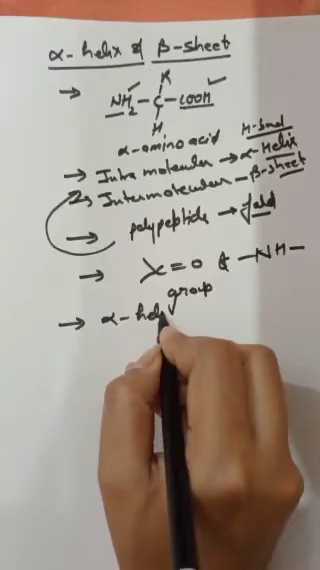 α-helix & β-sheet
→ R
NH2-C-COOH
H
α-amino acid H-bond
→ Intra molecular → α-Helix
→ Intermolecular - β-sheet
→ polypeptide → fold
→ C=O & -NH-
group
→ α-hel